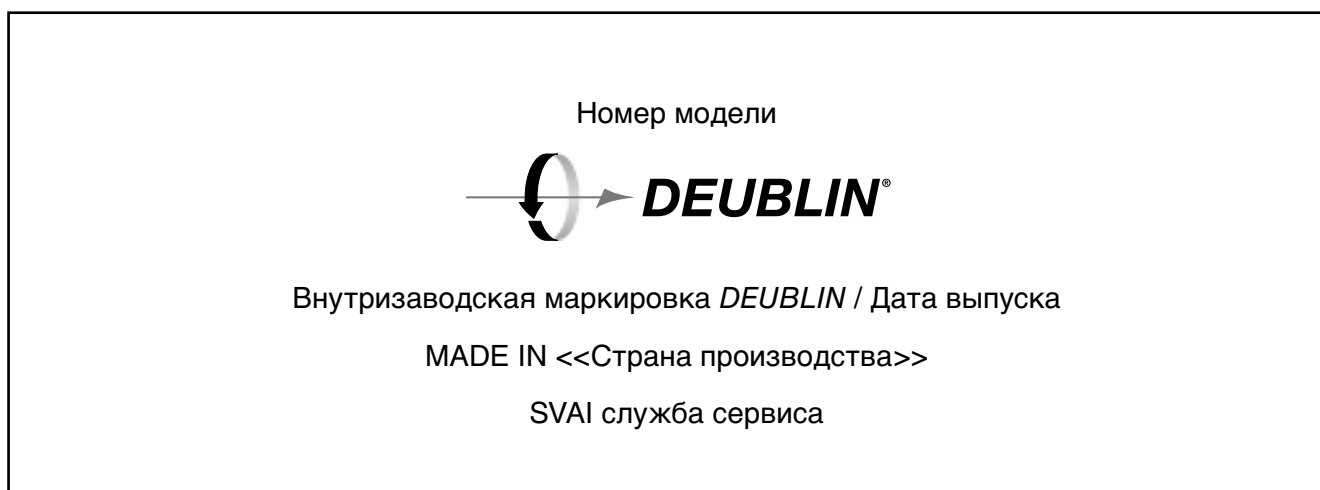 Номер модели
DEUBLIN®
Внутризаводская маркировка DEUBLIN / Дата выпуска
MADE IN <<Страна производства>>
SVAI служба сервиса